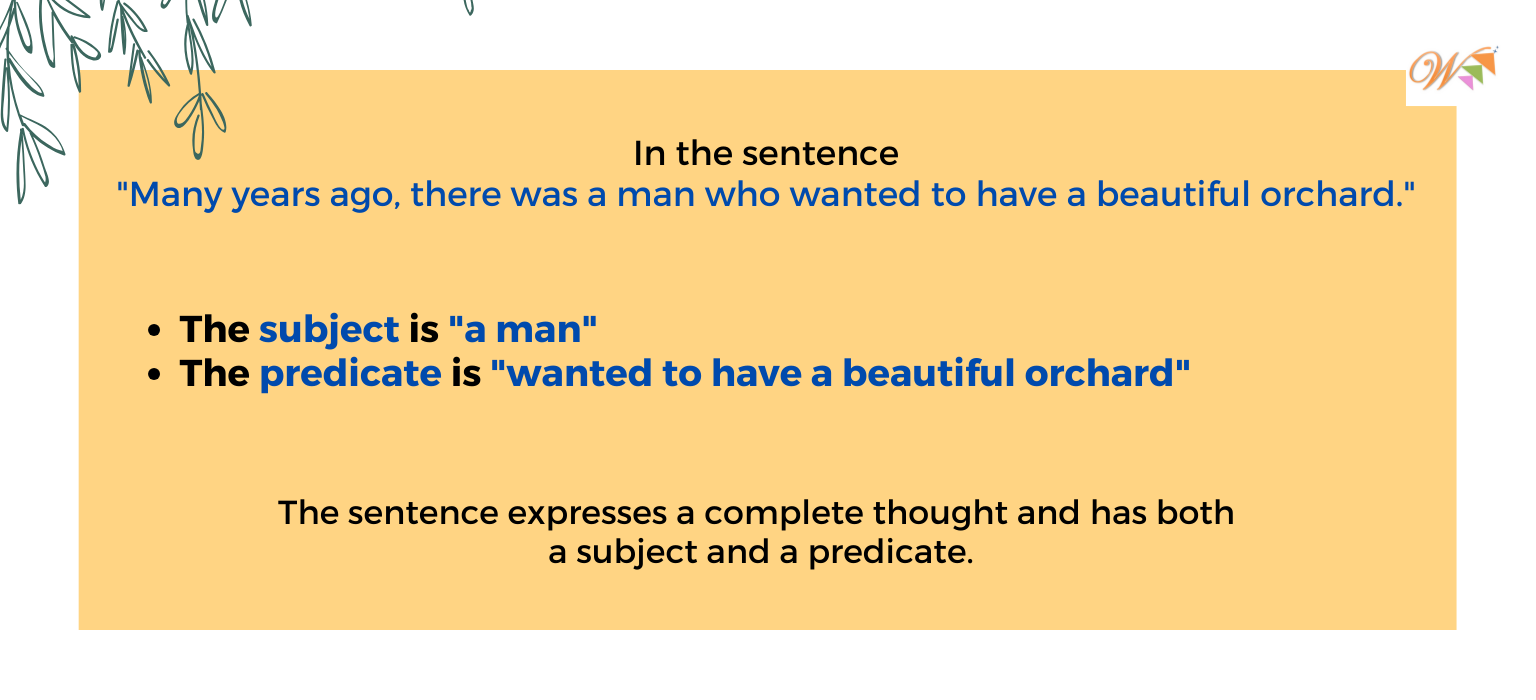 W
In the sentence
"Many years ago, there was a man who wanted to have a beautiful orchard."
• The subject is "a man"
• The predicate is "wanted to have a beautiful orchard"
The sentence expresses a complete thought and has both
a subject and a predicate.